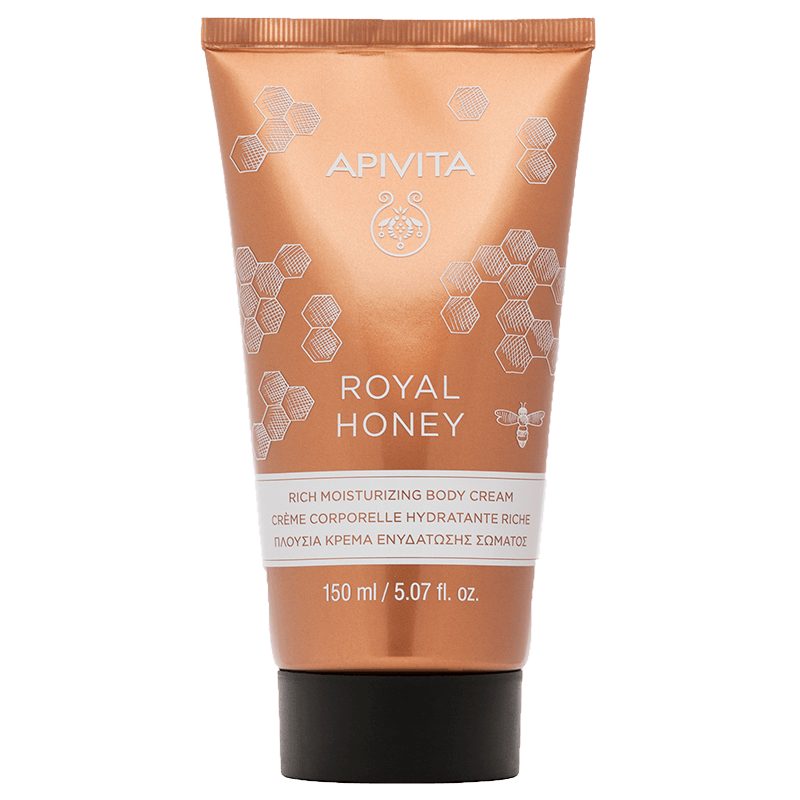 APIVITA
ROYAL
HONEY
RICH MOISTURIZING BODY CREAM
CRÈME CORPORELLE HYDRATANTE RICHE
ΠΛΟΥΣΙΑ ΚΡΕΜΑ ΕΝΥΔΑΤΩΣΗΣ ΣΩΜΑΤΟΣ
150 ml / 5.07 fl. oz.